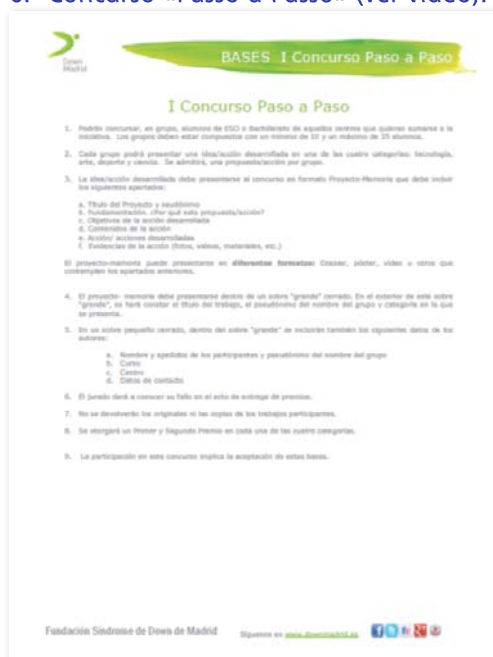 Concurso «Paso a Paso» (ver vídeo).
Down
Madrid
BASES I Concurso Paso a Paso
I Concurso Paso a Paso
1. Podrán concursar, en grupo, alumnos de ESO o Bachillerato de aquellos centros que quieran sumarse a la
iniciativa. Los grupos deben estar compuestos con un mínimo de 10 y un máximo de 35 alumnos.
2. Cada grupo podrá presentar una idea/acción desarrollada en una de las cuatro categorías: tecnología,
arte, deporte y ciencia. Se admitirá, una propuesta/acción por grupo.
3. La idea/acción desarrollada debe presentarse al concurso en formato Proyecto-Memoria que debe incluir
los siguientes apartados:
a. Título del Proyecto y seudónimo
b. Fundamentación. ¿Por qué esta propuesta/acción?
c. Objetivos de la acción desarrollada
d. Contenidos de la acción
e. Acción/ acciones desarrolladas
f. Evidencias de la acción (fotos, vídeos, materiales, etc.)
El proyecto-memoria puede presentarse en diferentes formatos: Dossier, póster, vídeo u otros que
contemplen los apartados anteriores.
4. El proyecto- memoria debe presentarse dentro de un sobre "grande" cerrado. En el exterior de este sobre
"grande", se hará constar el título del trabajo, el pseudónimo del nombre del grupo y categoría en la que
se presenta.
5. En un sobre pequeño cerrado, dentro del sobre "grande" se incluirán también los siguientes datos de los
autores:
a. Nombre y apellidos de los participantes y pseudónimo del nombre del grupo
b. Curso
c. Centro
d. Datos de contacto
6. El jurado dará a conocer su fallo en el acto de entrega de premios.
7. No se devolverán los originales ni las copias de los trabajos participantes.
8. Se otorgará un Primer y Segundo Premio en cada una de las cuatro categorías.
9. La participación en este concurso implica la aceptación de estas bases.
Fundación Síndrome de Down de Madrid
Síguenos en www.downmadrid.es